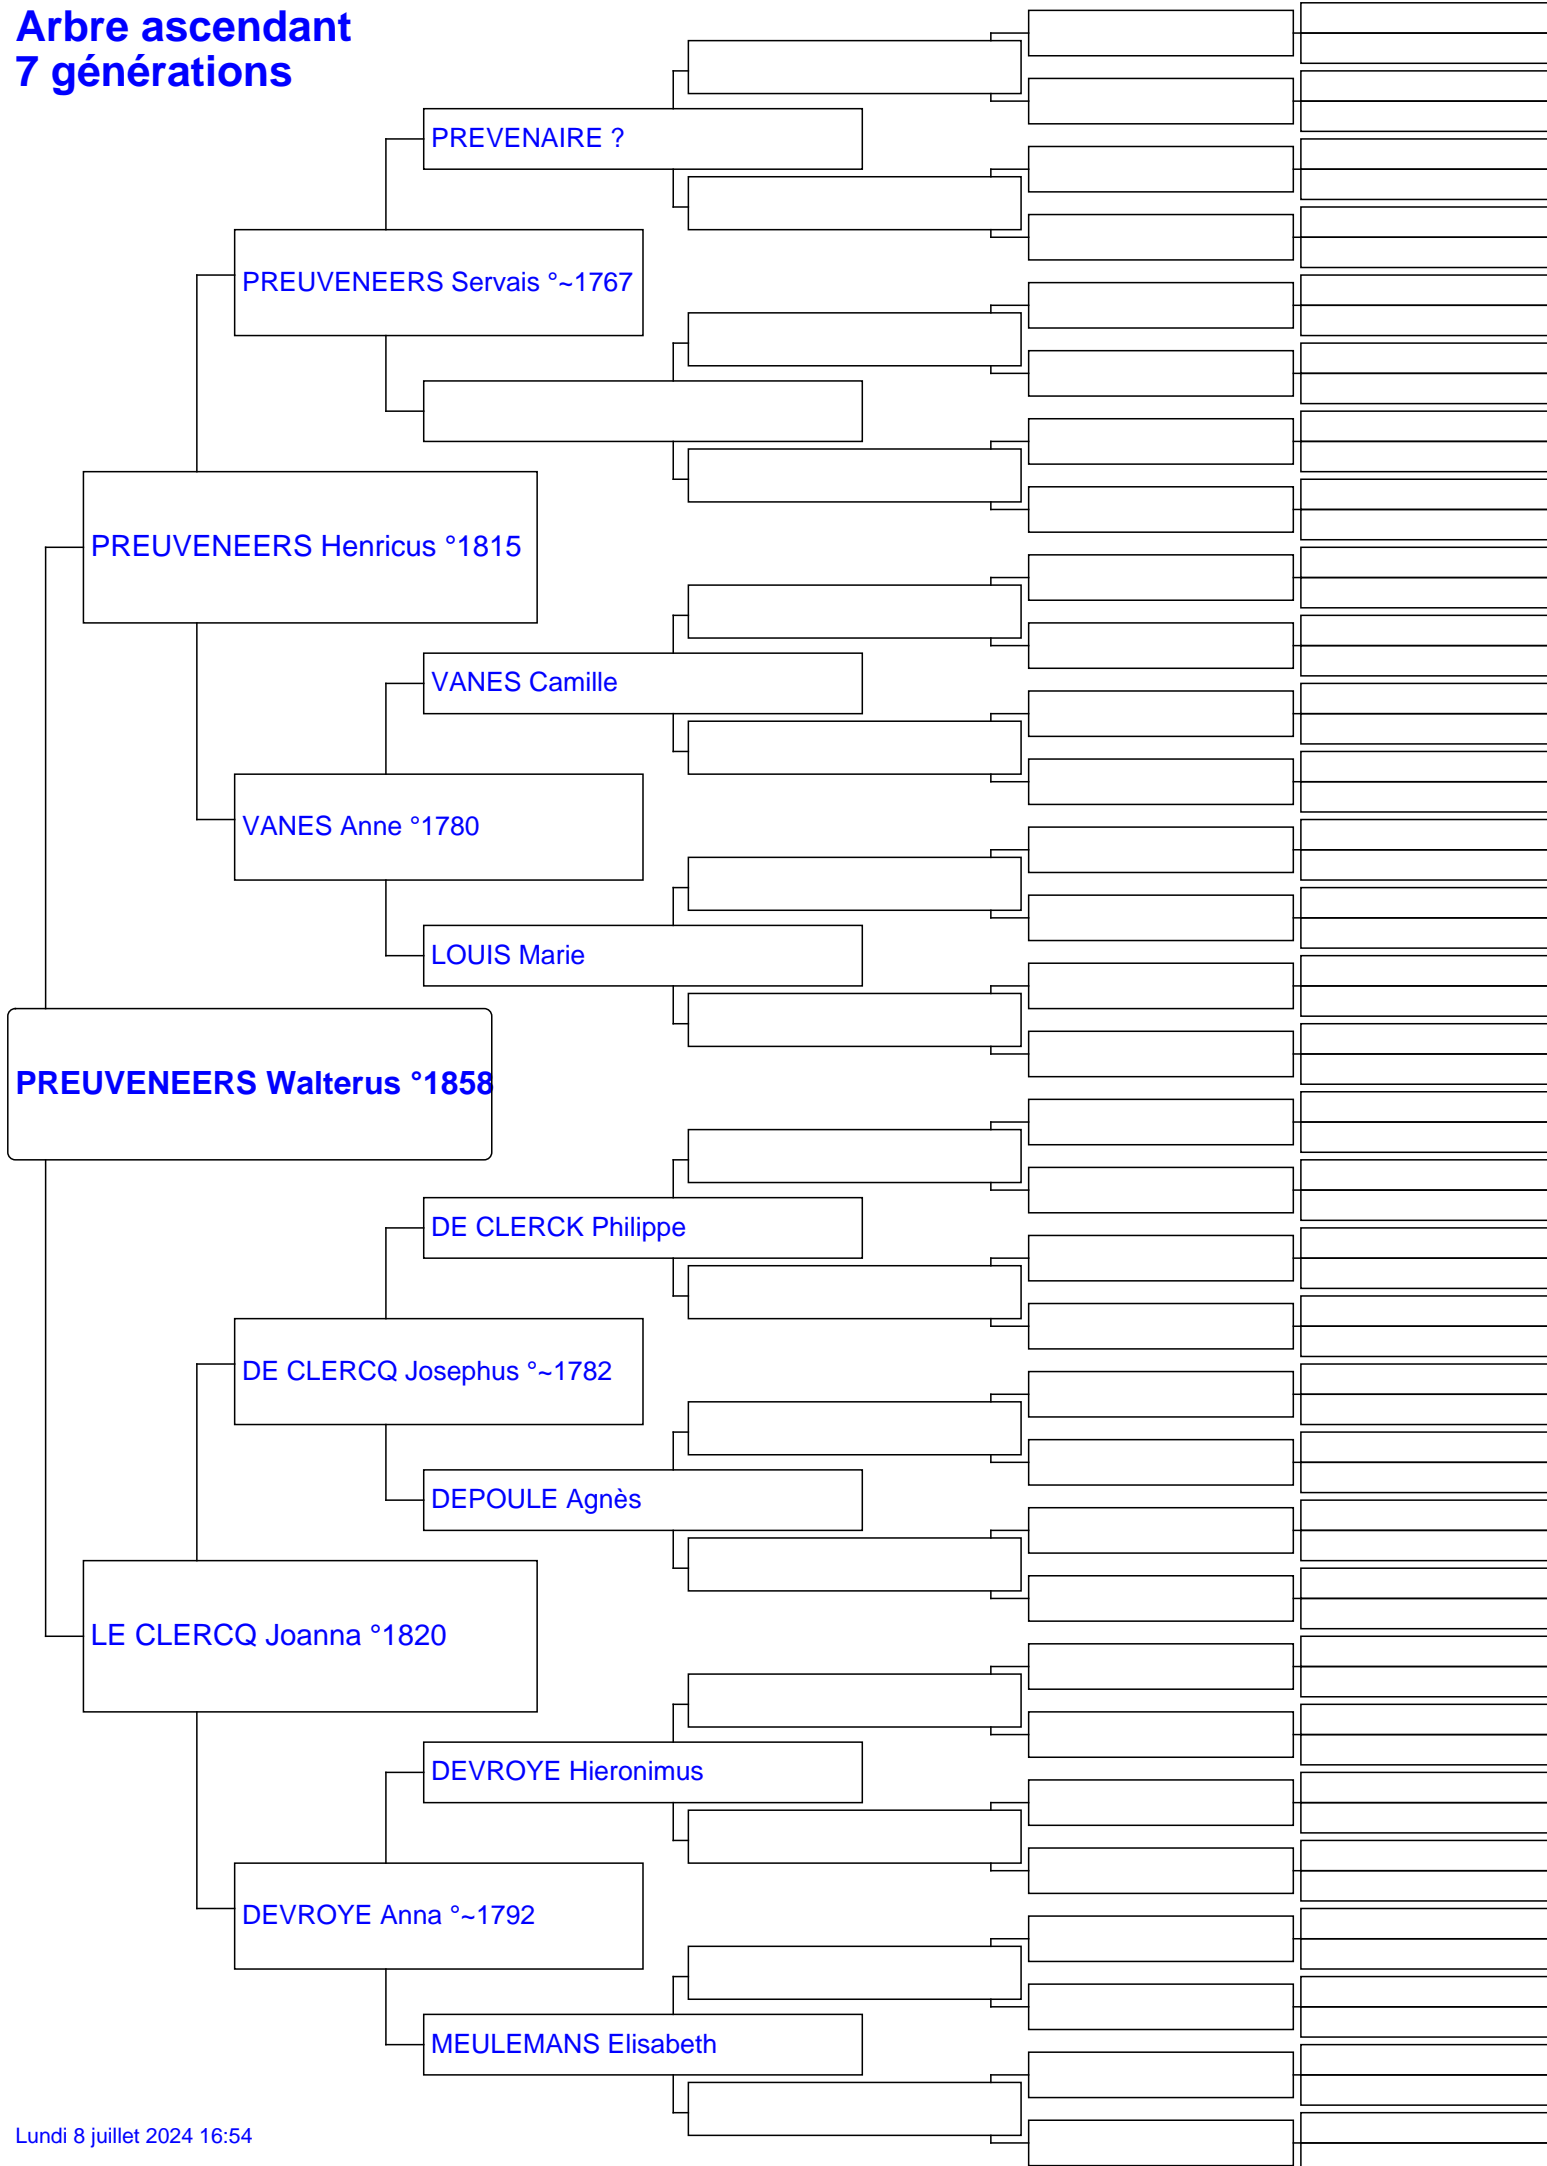 Arbre ascendant
7 générations
PREVENAIRE ?
PREUVENEERS Servais °~1767
PREUVENEERS Henricus °1815
VANES Camille
VANES Anne °1780
LOUIS Marie
PREUVENEERS Walterus °1858
DE CLERCK Philippe
DE CLERCQ Josephus °~1782
DEPOULE Agnès
LE CLERCQ Joanna °1820
DEVROYE Hieronimus
DEVROYE Anna °~1792
MEULEMANS Elisabeth
Lundi 8 juillet 2024 16:54